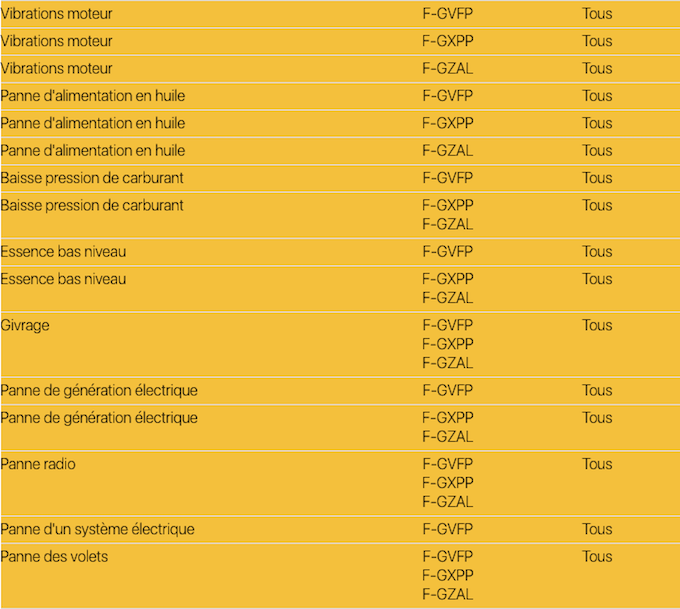 Vibrations moteur F-GVFP Tous
Vibrations moteur F-GXPP Tous
Vibrations moteur F-GZAL Tous
Panne d'alimentation en huile F-GVFP Tous
Panne d'alimentation en huile F-GXPP Tous
Panne d'alimentation en huile F-GZAL Tous
Baisse pression de carburant F-GVFP Tous
Baisse pression de carburant F-GXPP Tous
F-GZAL
Essence bas niveau F-GVFP Tous
Essence bas niveau F-GXPP Tous
F-GZAL
Givrage F-GVFP Tous
F-GXPP
F-GZAL
Panne de génération électrique F-GVFP Tous
Panne de génération électrique F-GXPP Tous
F-GZAL
Panne radio F-GVFP Tous
F-GXPP
F-GZAL
Panne d'un système électrique F-GVFP Tous
Panne des volets F-GVFP Tous
F-GXPP
F-GZAL